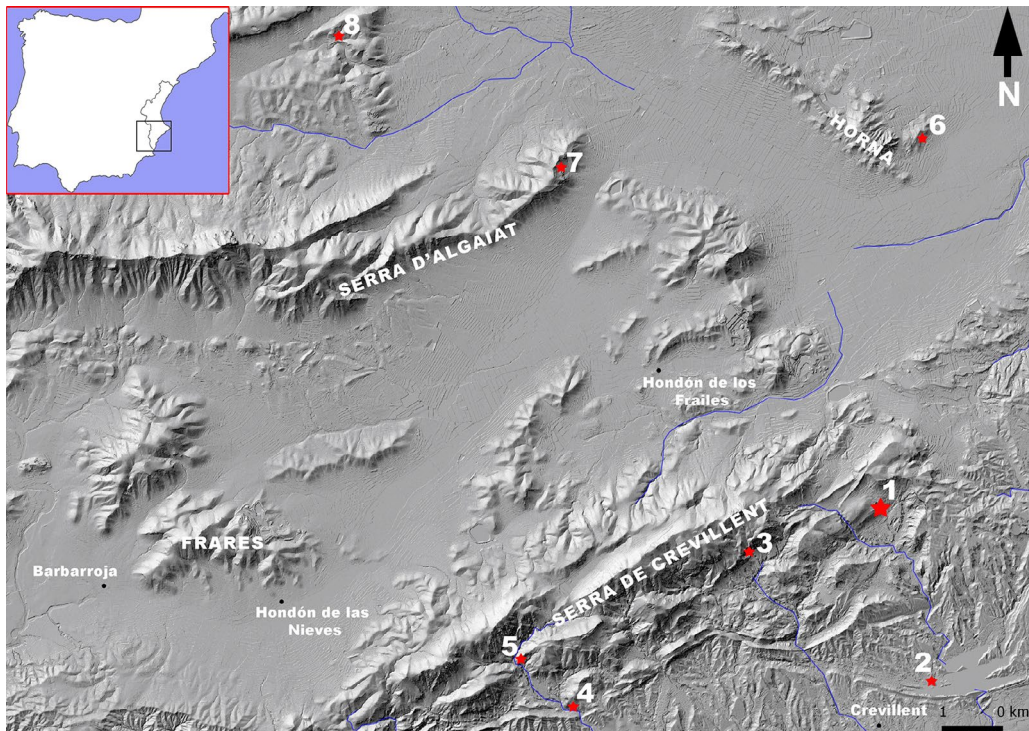 8
N
6
HORNA
7
SERRA D'ALGAIAT
Hondón de los
Frailes
1
SERRA DE CREVILLENT
3
FRARES
Barbarroja
Hondón de las
Nieves
5
2
4
Crevillent
1 0 km